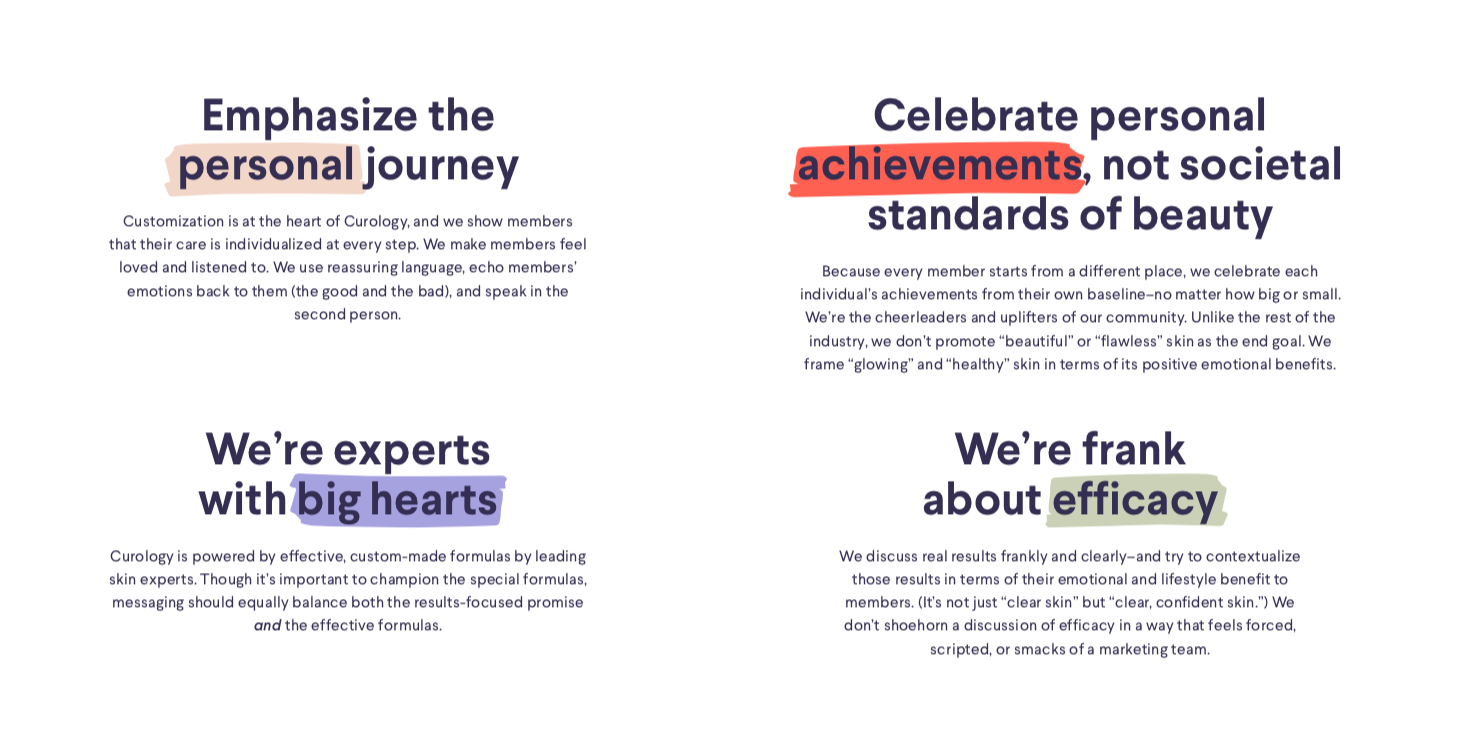 Emphasize the
personal journey
Customization is at the heart of Curology, and we show members
that their care is individualized at every step. We make members feel
loved and listened to. We use reassuring language, echo members’
emotions back to them (the good and the bad), and speak in the
second person.
Celebrate personal
achievements, not societal
standards of beauty
Because every member starts from a different place, we celebrate each
individual’s achievements from their own baseline–no matter how big or small.
We’re the cheerleaders and uplifters of our community. Unlike the rest of the
industry, we don’t promote “beautiful” or “flawless” skin as the end goal. We
frame “glowing” and “healthy” skin in terms of its positive emotional benefits.
We’re experts
with big hearts
Curology is powered by effective, custom-made formulas by leading
skin experts. Though it’s important to champion the special formulas,
messaging should equally balance both the results-focused promise
and the effective formulas.
We’re frank
about efficacy
We discuss real results frankly and clearly–and try to contextualize
those results in terms of their emotional and lifestyle benefit to
members. (It’s not just “clear skin” but “clear, confident skin.”) We
don’t shoehorn a discussion of efficacy in a way that feels forced,
scripted, or smacks of a marketing team.